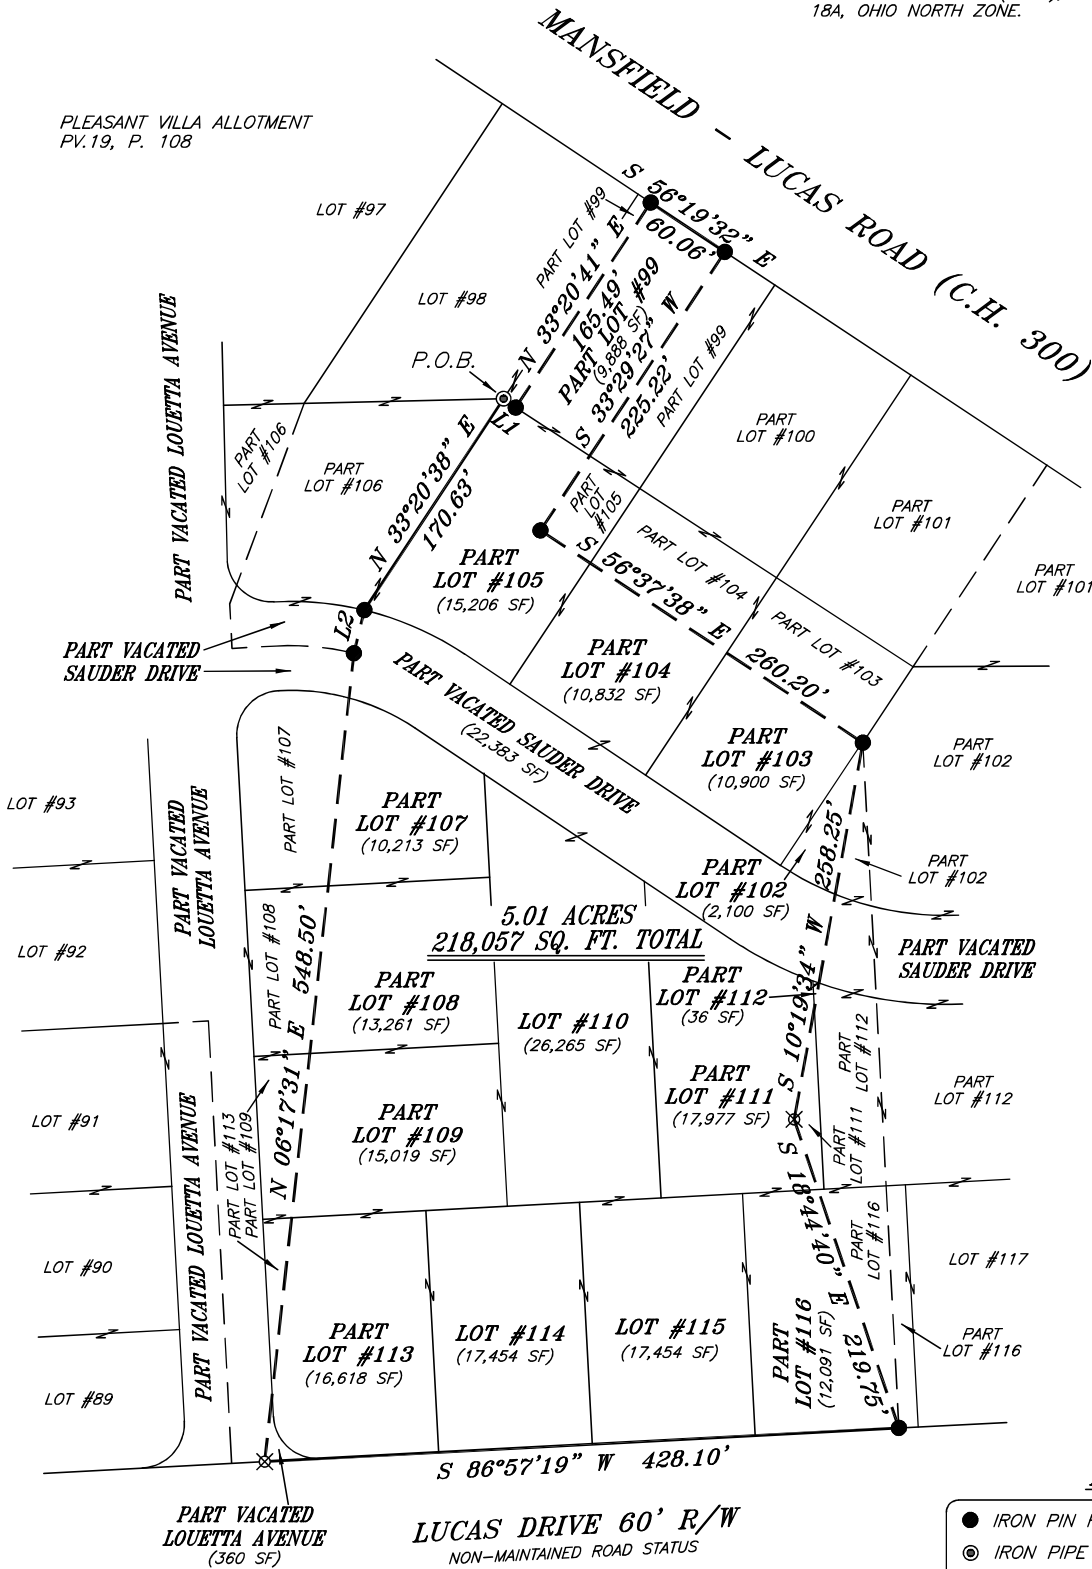 18A, OHIO NORTH ZONE.
MANSFIELD - LUCAS ROAD (C.H. 300)
PLEASANT VILLA ALLOTMENT
PV.19, P. 108
LOT #97
S 56°19'32" E
60.06'
PART LOT #99
N 33°20'41" E
165.49'
PART LOT #99
(9,888 SF)
S 33°29'27" W
225.22'
PART LOT #99
LOT #98
P.O.B.
L1
PART VACATED LOUETTA AVENUE
PART
LOT #106
PART
LOT #106
N 33°20'38" E
170.63'
PART
LOT #100
PART
LOT #101
PART
LOT #101
PART
LOT
#105
PART
LOT #105
(15,206 SF)
S 56°37'38" E
260.20'
PART LOT #104
PART LOT #103
L2
PART VACATED
SAUDER DRIVE
PART
LOT #104
(10,832 SF)
PART VACATED SAUDER DRIVE
(22,383 SF)
PART
LOT #103
(10,900 SF)
PART
LOT #102
LOT #93
PART VACATED
LOUETTA AVENUE
PART LOT #107
PART
LOT #107
(10,213 SF)
PART
LOT #102
(2,100 SF)
S 10°19'34" W
258.25'
PART
LOT #102
5.01 ACRES
218,057 SQ. FT. TOTAL
PART VACATED
SAUDER DRIVE
LOT #92
PART LOT #108
N 06°17'31" E 548.50'
PART
LOT #108
(13,261 SF)
LOT #110
(26,265 SF)
PART
LOT #112
(36 SF)
PART
LOT #112
PART
LOT #112
PART
LOT #111
(17,977 SF)
PART
LOT #111
LOT #91
PART VACATED LOUETTA AVENUE
PART LOT #113
PART LOT #109
PART
LOT #109
(15,019 SF)
S 18°44'40" E 219.75'
PART
LOT #116
LOT #117
LOT #90
PART
LOT #113
(16,618 SF)
LOT #114
(17,454 SF)
LOT #115
(17,454 SF)
PART
LOT #116
(12,091 SF)
PART
LOT #116
LOT #89
S 86°57'19" W 428.10'
PART VACATED
LOUETTA AVENUE
(360 SF)
LUCAS DRIVE 60' R/W
NON-MAINTAINED ROAD STATUS
IRON PIN
IRON PIPE